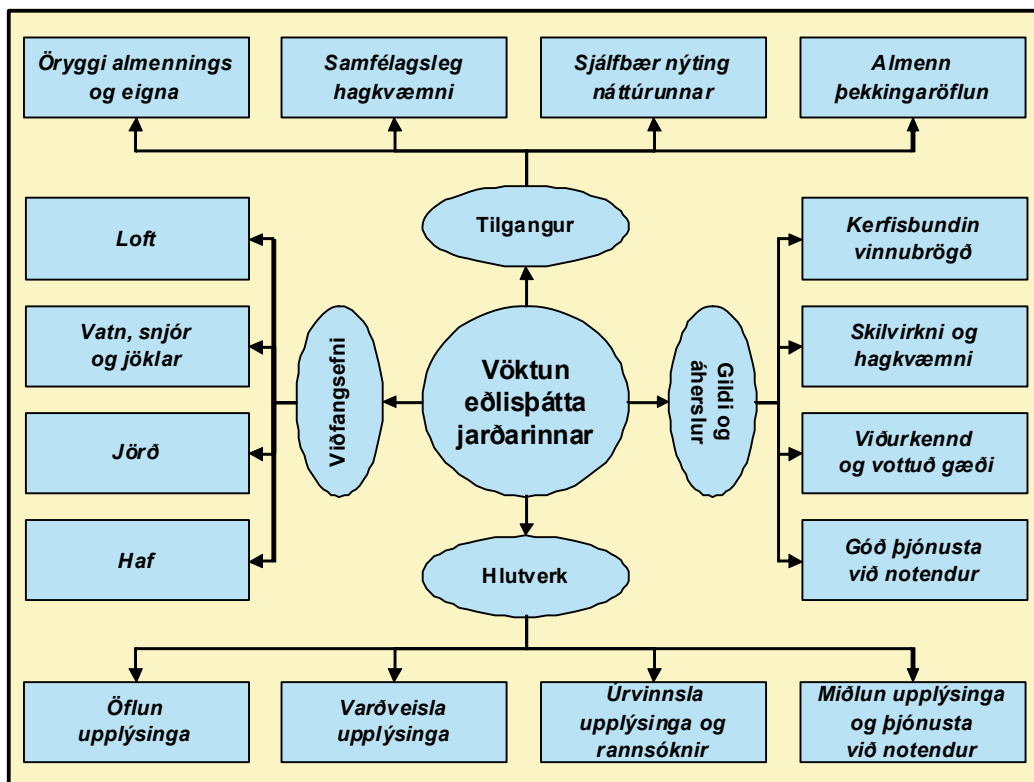 Öryggi almennings
og eigna
Samfélagsleg
hagkvæmni
Sjálfbær nýting
náttúrunnar
Almenn
þekkingaröflun
Tilgangur
Loft
Vatn, snjór
og jöklar
Jörð
Haf
Viðfangsefni
Vöktun
eðlisþátta
jarðarinnar
Gildi og
áherslur
Kerfisbundin
vinnubrögð
Skilvirkni og
hagkvæmni
Viðurkennd
og vottuð gæði
Góð þjónusta
við notendur
Hlutverk
Öflun
upplýsinga
Varðveisla
upplýsinga
Úrvinnsla
upplýsinga og
rannsóknir
Miðlun upplýsinga
og þjónusta
við notendur